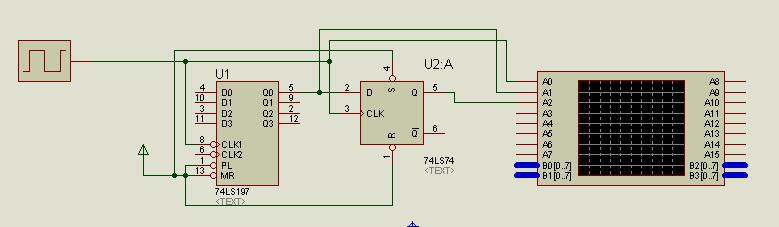 U1
4 D0 Q0 5
10 D1 Q1 9
3 D2 Q2 2
11 D3 Q3 12
8 CLK1
6 CLK2
1 PL
13 MR
74LS197
<TEXT>
U2:A
4
S
2 D Q 5
3 CLK
Q 6
R
1
74LS74
<TEXT>
A0 A8
A1 A9
A2 A10
A3 A11
A4 A12
A5 A13
A6 A14
A7 A15
B0[0..7] B2[0..7]
B1[0..7] B3[0..7]